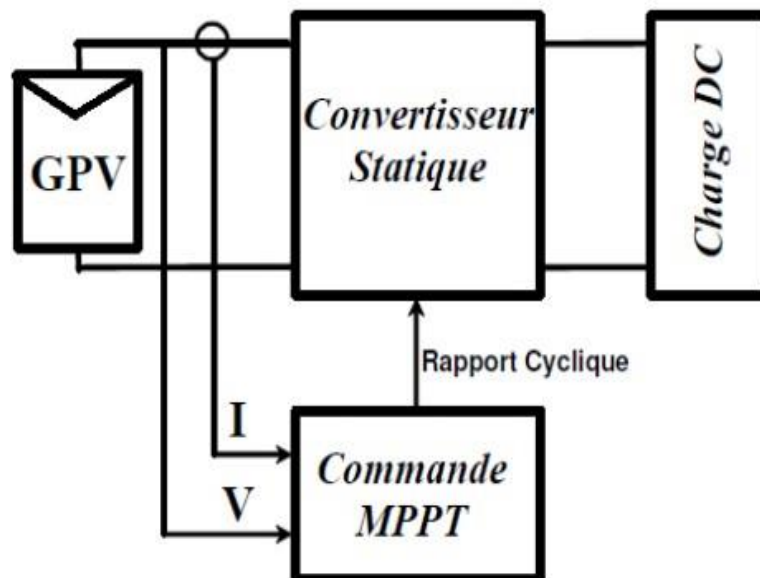 GPV
Convertisseur
Statique
Charge DC
Rapport Cyclique
I
V
Commande
MPPT